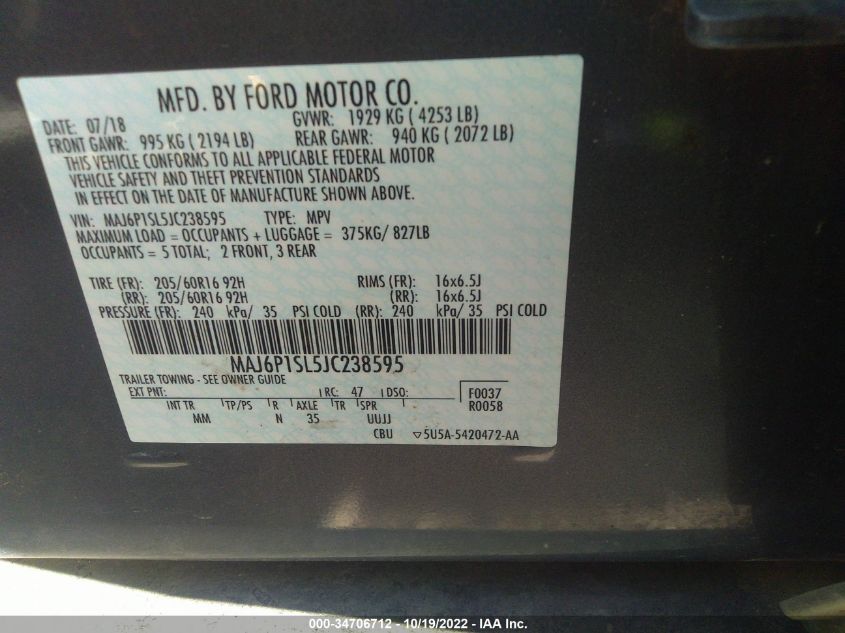 MFD. BY FORD MOTOR CO.
DATE: 07/18 GVWR: 1929 KG ( 4253 LB)
FRONT GAWR: 995 KG ( 2194 LB) REAR GAWR: 940 KG ( 2072 LB)
THIS VEHICLE CONFORMS TO ALL APPLICABLE FEDERAL MOTOR
VEHICLE SAFETY AND THEFT PREVENTION STANDARDS
IN EFFECT ON THE DATE OF MANUFACTURE SHOWN ABOVE.
VIN: MAJ6P1SL5JC238595 TYPE: MPV
MAXIMUM LOAD = OCCUPANTS + LUGGAGE = 375KG/ 827LB
OCCUPANTS = 5 TOTAL; 2 FRONT, 3 REAR
TIRE (FR): 205/60R16 92H RIMS (FR): 16x6.5J
(RR): 205/60R16 92H (RR): 16x6.5J
PRESSURE (FR): 240 kPa/ 35 PSI COLD (RR): 240 kPa/ 35 PSI COLD
MAJ6P1SL5JC238595
TRAILER TOWING - SEE OWNER GUIDE
EXT PNT: RC: 47 DSO: F0037
INT TR TP/PS R AXLE TR SPR R0058
MM N 35 UUJJ
CBU ▽5U5A-5420472-AA
000-34706712 - 10/19/2022 - IAA Inc.